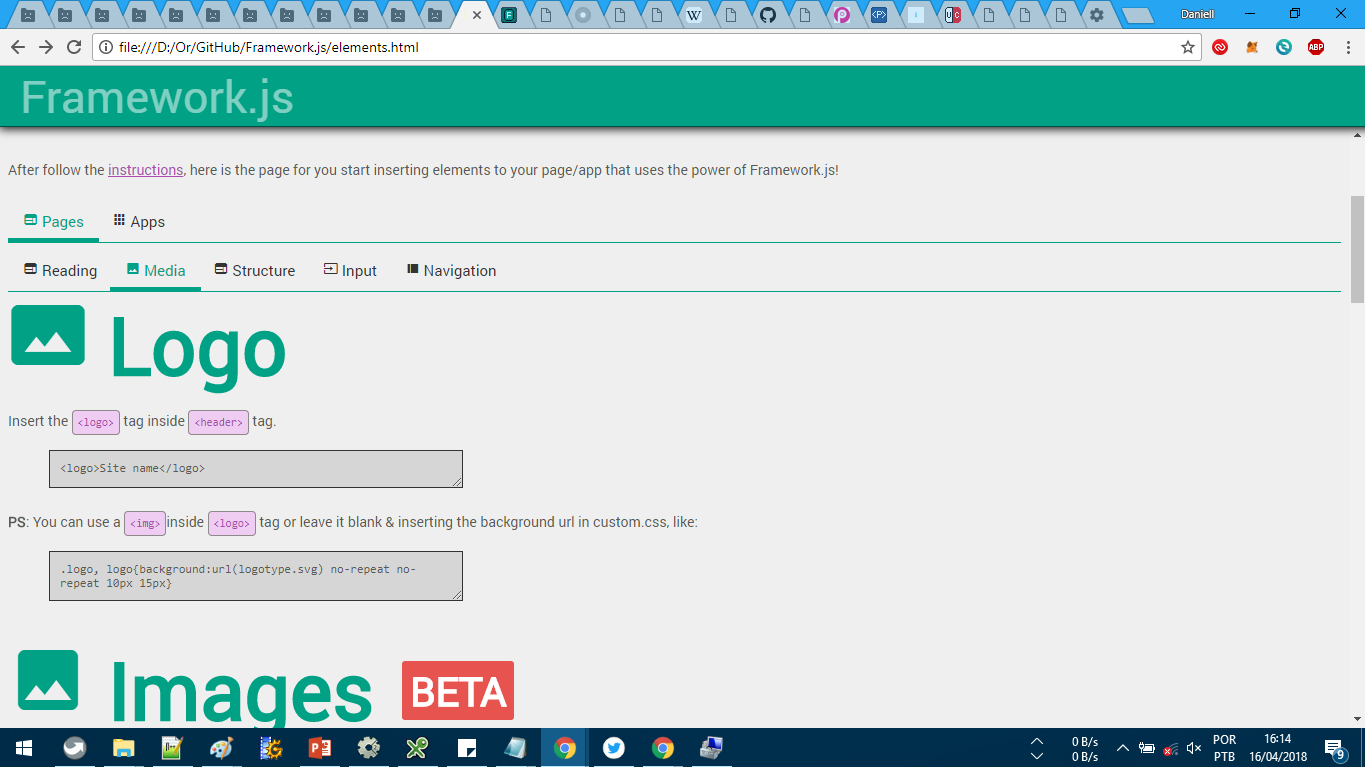 Daniell
file:///D:/Or/GitHub/Framework.js/elements.html
ABP
Framework.js
After follow the instructions, here is the page for you start inserting elements to your page/app that uses the power of Framework.js!
Pages Apps
Reading Media Structure Input Navigation
Logo
Insert the <logo> tag inside <header> tag.
<logo>Site name</logo>
PS: You can use a <img> inside <logo> tag or leave it blank & inserting the background url in custom.css, like:
.logo, logo{background:url(logotype.svg) no-repeat no-
repeat 10px 15px}
Images BETA
0 B/s
0 B/s
POR
PTB
16:14
16/04/2018
9